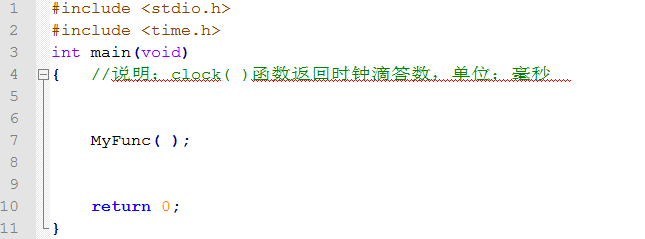 1 #include <stdio.h>
2 #include <time.h>
3 int main(void)
4 { //说明：clock( )函数返回时钟滴答数，单位：毫秒
5
6
7 MyFunc( );
8
9
10 return 0;
11 }